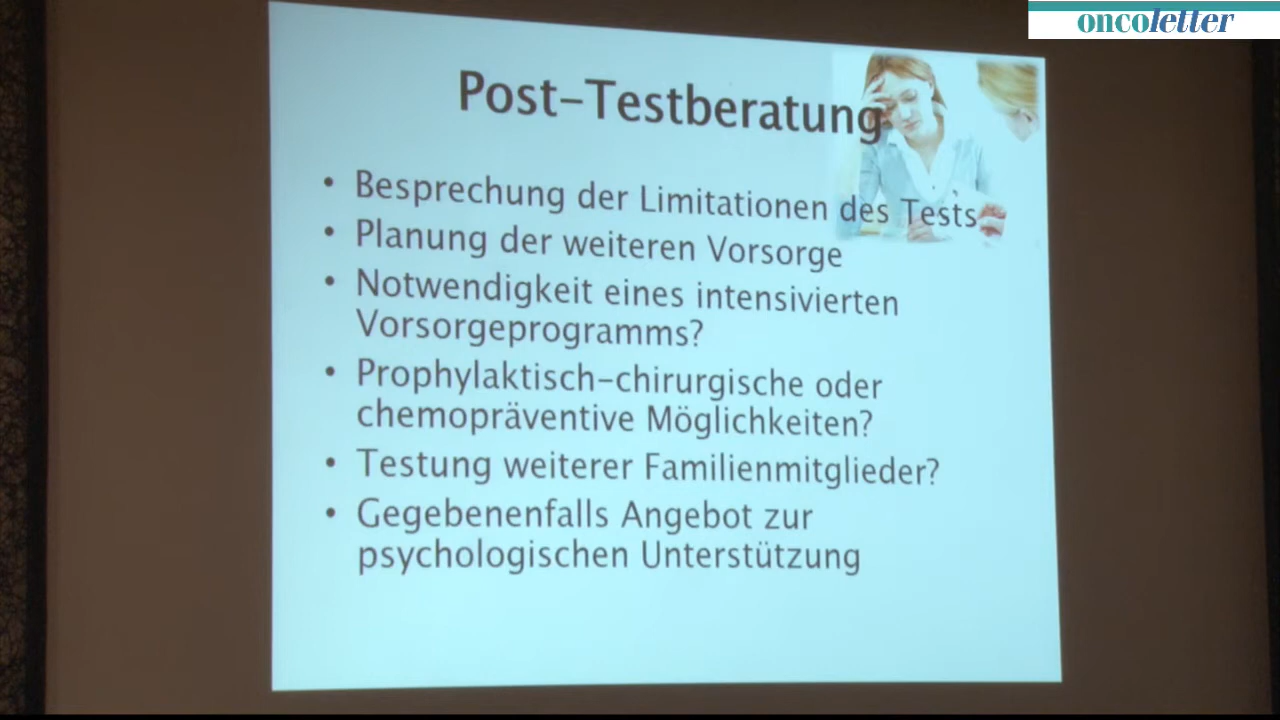 oncoletter
Post-Testberatung
• Besprechung der Limitationen des Tests
• Planung der weiteren Vorsorge
• Notwendigkeit eines intensivierten
Vorsorgeprogramms?
• Prophylaktisch-chirurgische oder
chemopräventive Möglichkeiten?
• Testung weiterer Familienmitglieder?
• Gegebenenfalls Angebot zur
psychologischen Unterstützung